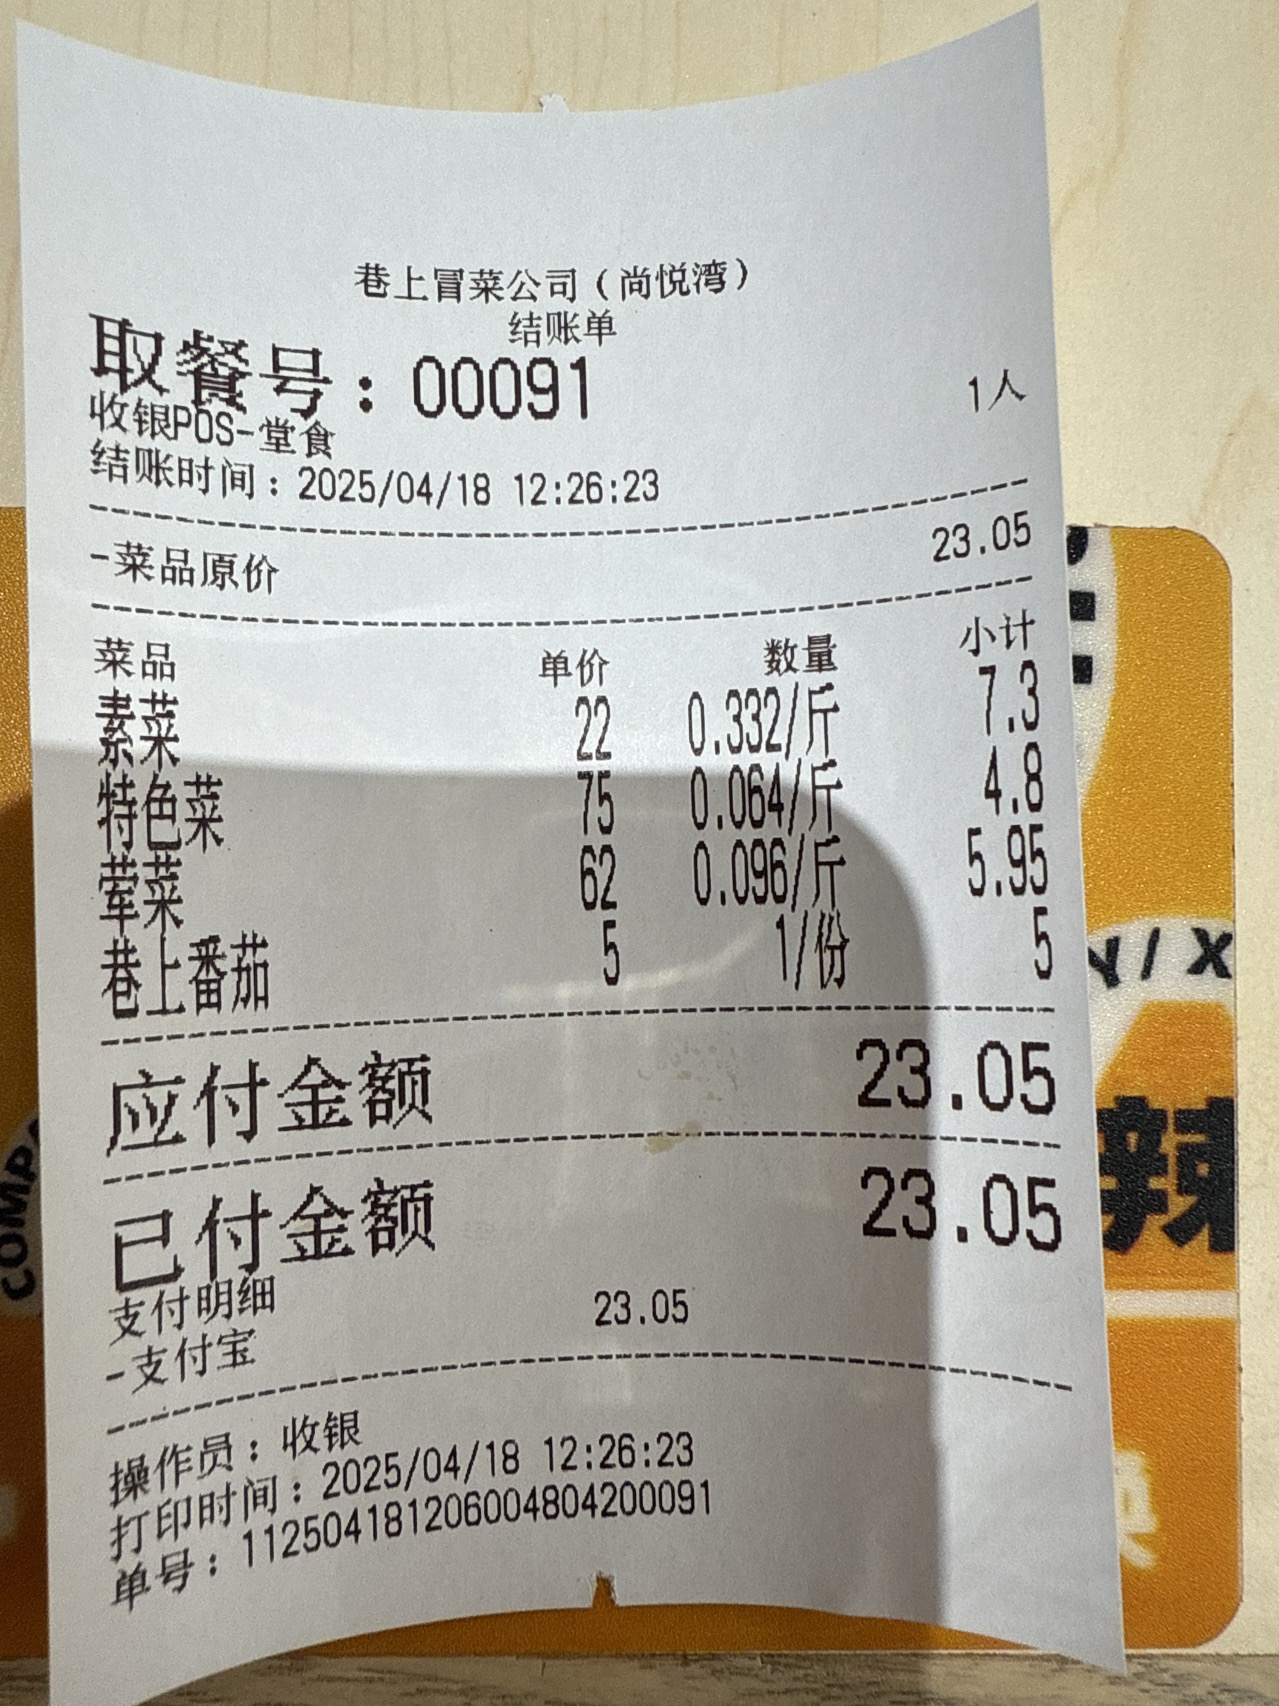 巷上冒菜公司（尚悦湾）
结账单
取餐号：00091 1人
收银POS-堂食
结账时间：2025/04/18 12:26:23
-菜品原价 23.05
菜品 单价 数量 小计
素菜 22 0.332/斤 7.3
特色菜 75 0.064/斤 4.8
荤菜 62 0.096/斤 5.95
巷上番茄 5 1/份 5
应付金额 23.05
已付金额 23.05
支付明细
-支付宝 23.05
操作员：收银
打印时间：2025/04/18 12:26:23
单号：112504181206004804200091
辣